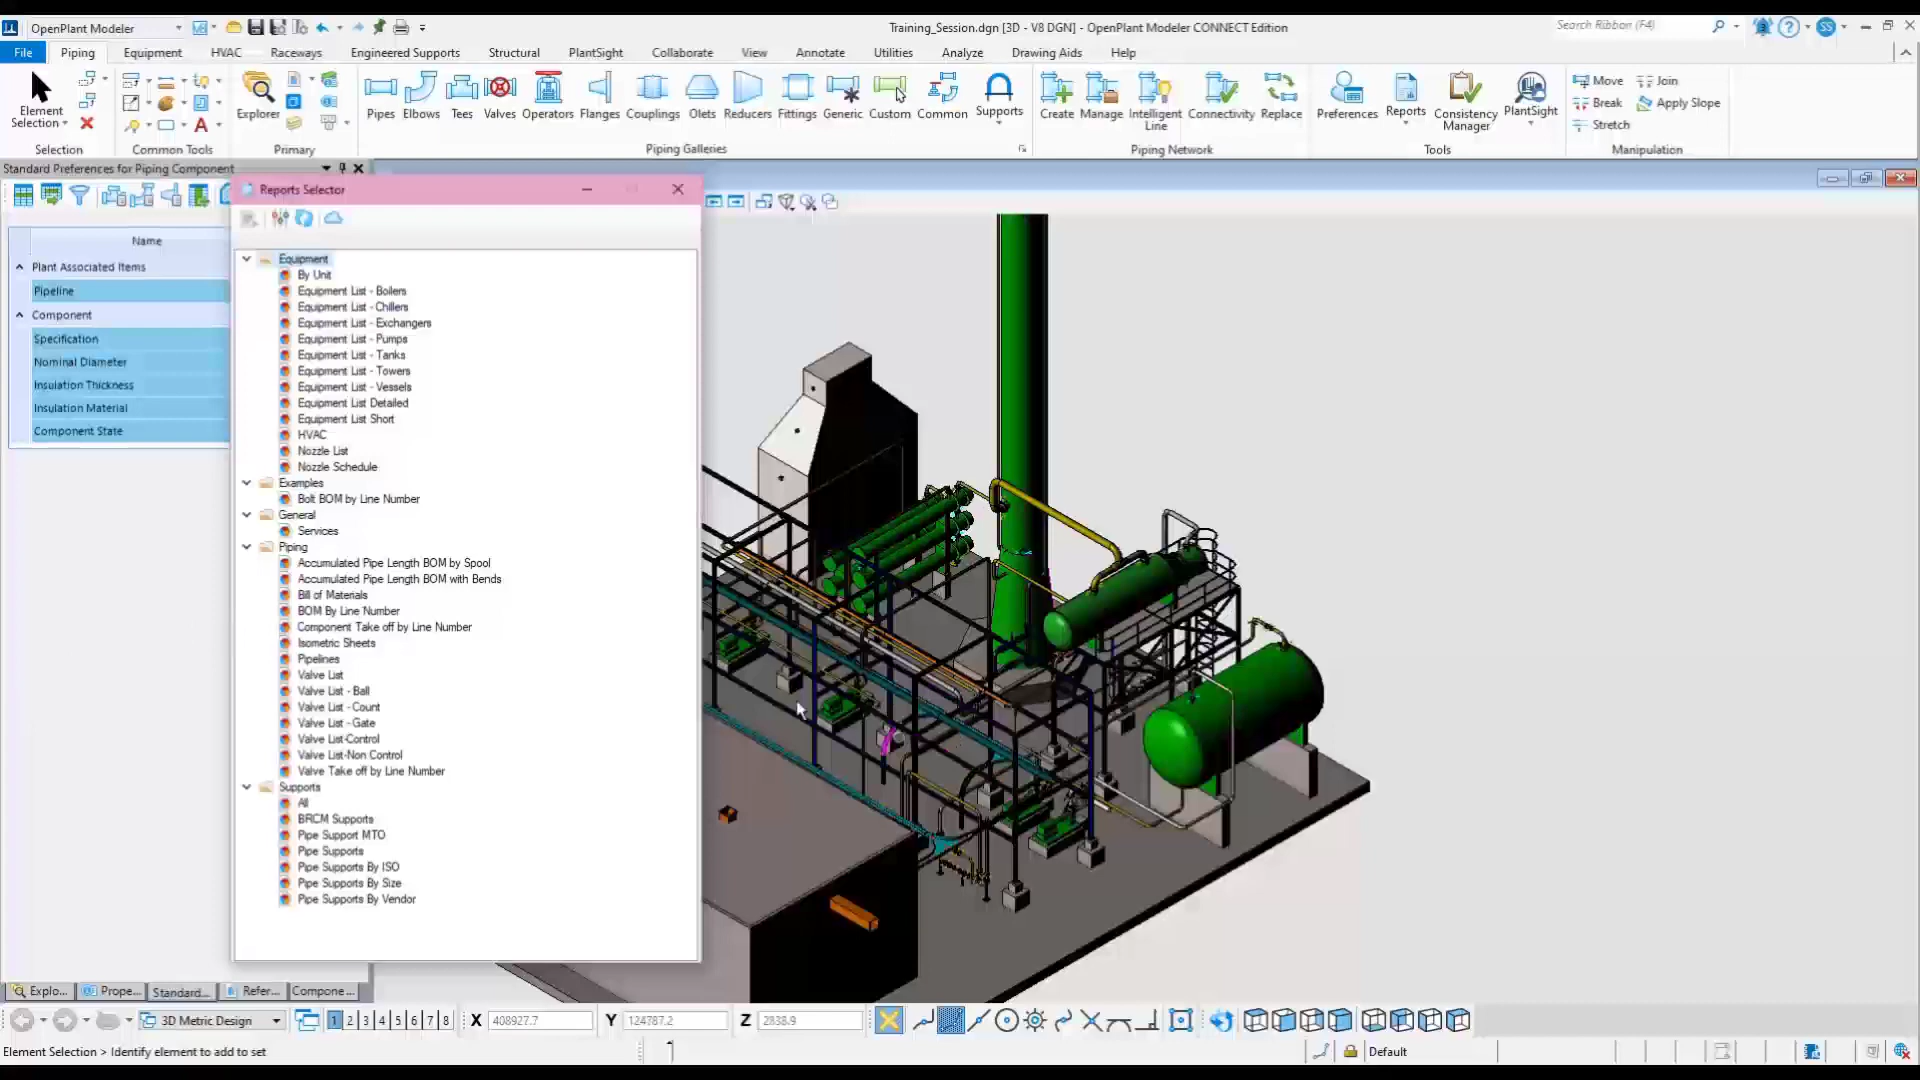 OpenPlant Modeler
Training_Session.dgn [3D - V8 DGN] - OpenPlant Modeler CONNECT Edition
Search Ribbon (F4)
SS
File
Piping
Equipment
HVAC
Raceways
Engineered Supports
Structural
PlantSight
Collaborate
View
Annotate
Utilities
Analyze
Drawing Aids
Help
Element
Selection
Selection
Common Tools
Explorer
Primary
Pipes
Elbows
Tees
Valves
Operators
Flanges
Couplings
Olets
Reducers
Fittings
Generic
Custom
Common
Supports
Piping Galleries
Create
Manage
Intelligent
Line
Connectivity
Replace
Piping Network
Preferences
Reports
Consistency
Manager
PlantSight
Tools
Move
Join
Break
Apply Slope
Stretch
Manipulation
Standard Preferences for Piping Component
Name
Plant Associated Items
Pipeline
Component
Specification
Nominal Diameter
Insulation Thickness
Insulation Material
Component State
Reports Selector
Equipment
By Unit
Equipment List - Boilers
Equipment List - Chillers
Equipment List - Exchangers
Equipment List - Pumps
Equipment List - Tanks
Equipment List - Towers
Equipment List - Vessels
Equipment List Detailed
Equipment List Short
HVAC
Nozzle List
Nozzle Schedule
Examples
Bolt BOM by Line Number
General
Services
Piping
Accumulated Pipe Length BOM by Spool
Accumulated Pipe Length BOM with Bends
Bill of Materials
BOM By Line Number
Component Take off by Line Number
Isometric Sheets
Pipelines
Valve List
Valve List - Ball
Valve List - Count
Valve List - Gate
Valve List-Control
Valve List-Non Control
Valve Take off by Line Number
Supports
All
BRCM Supports
Pipe Support MTO
Pipe Supports
Pipe Supports By ISO
Pipe Supports By Size
Pipe Supports By Vendor
Explo...
Prope...
Standard...
Refer...
Compone...
3D Metric Design
1 2 3 4 5 6 7 8
X 408927.7
Y 124787.2
Z 2838.9
Element Selection > Identify element to add to set
Default